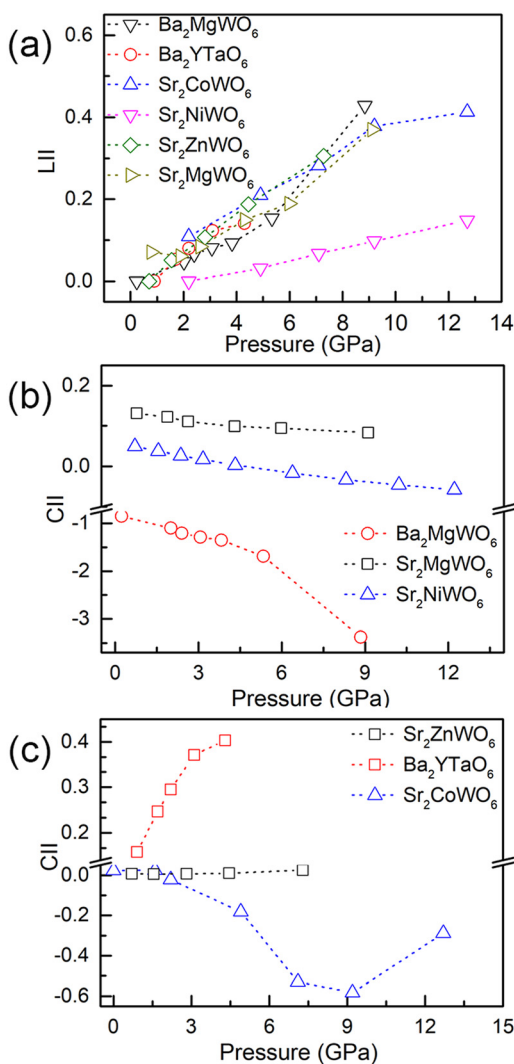 (a)
Ba₂MgWO₆
Ba₂YTaO₆
Sr₂CoWO₆
Sr₂NiWO₆
Sr₂ZnWO₆
Sr₂MgWO₆
LII
0.6
0.4
0.2
0.0
0 2 4 6 8 10 12 14
Pressure (GPa)
(b)
CII
0.2
0.0
-1
-2
-3
Ba₂MgWO₆
Sr₂MgWO₆
Sr₂NiWO₆
0 3 6 9 12
Pressure (GPa)
(c)
CII
0.4
0.3
0.2
0.0
-0.2
-0.4
-0.6
Sr₂ZnWO₆
Ba₂YTaO₆
Sr₂CoWO₆
0 3 6 9 12 15
Pressure (GPa)